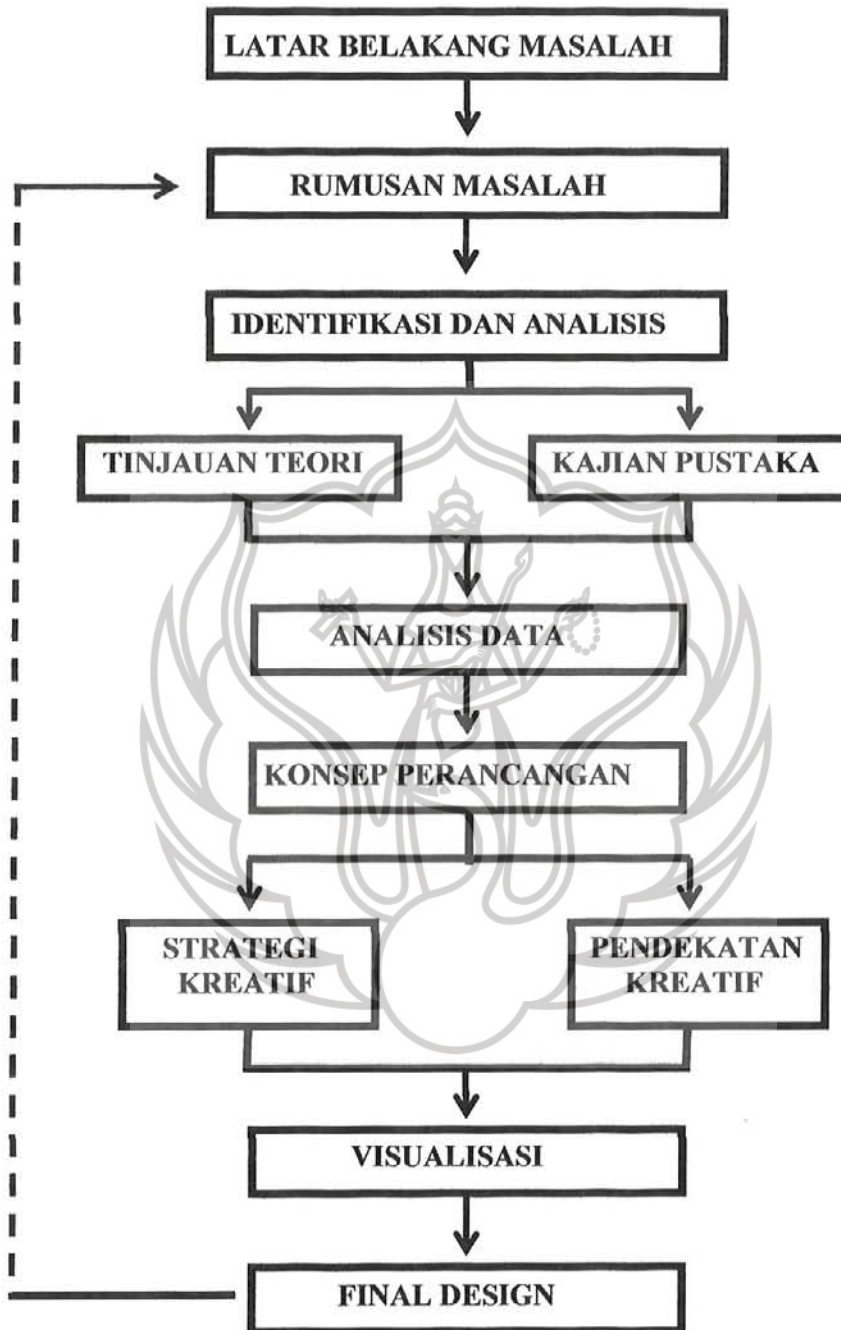 LATAR BELAKANG MASALAH
RUMUSAN MASALAH
IDENTIFIKASI DAN ANALISIS
TINJAUAN TEORI
KAJIAN PUSTAKA
ANALISIS DATA
KONSEP PERANCANGAN
STRATEGI
KREATIF
PENDEKATAN
KREATIF
VISUALISASI
FINAL DESIGN